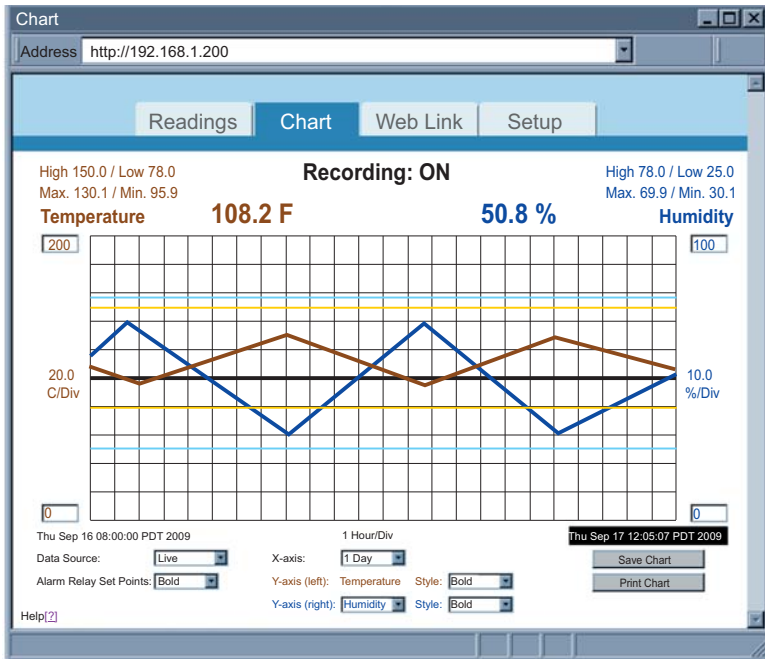 Chart
Address http://192.168.1.200
Readings Chart Web Link Setup
High 150.0 / Low 78.0 Recording: ON High 78.0 / Low 25.0
Max. 130.1 / Min. 95.9 Max. 69.9 / Min. 30.1
Temperature 108.2 F 50.8 % Humidity
200 100
20.0 10.0
C/Div %/Div
0 0
Thu Sep 16 08:00:00 PDT 2009 1 Hour/Div Thu Sep 17 12:05:07 PDT 2009
Data Source: Live X-axis: 1 Day Save Chart
Alarm Relay Set Points: Bold Y-axis (left): Temperature Style: Bold Print Chart
Y-axis (right): Humidity Style: Bold
Help[?]